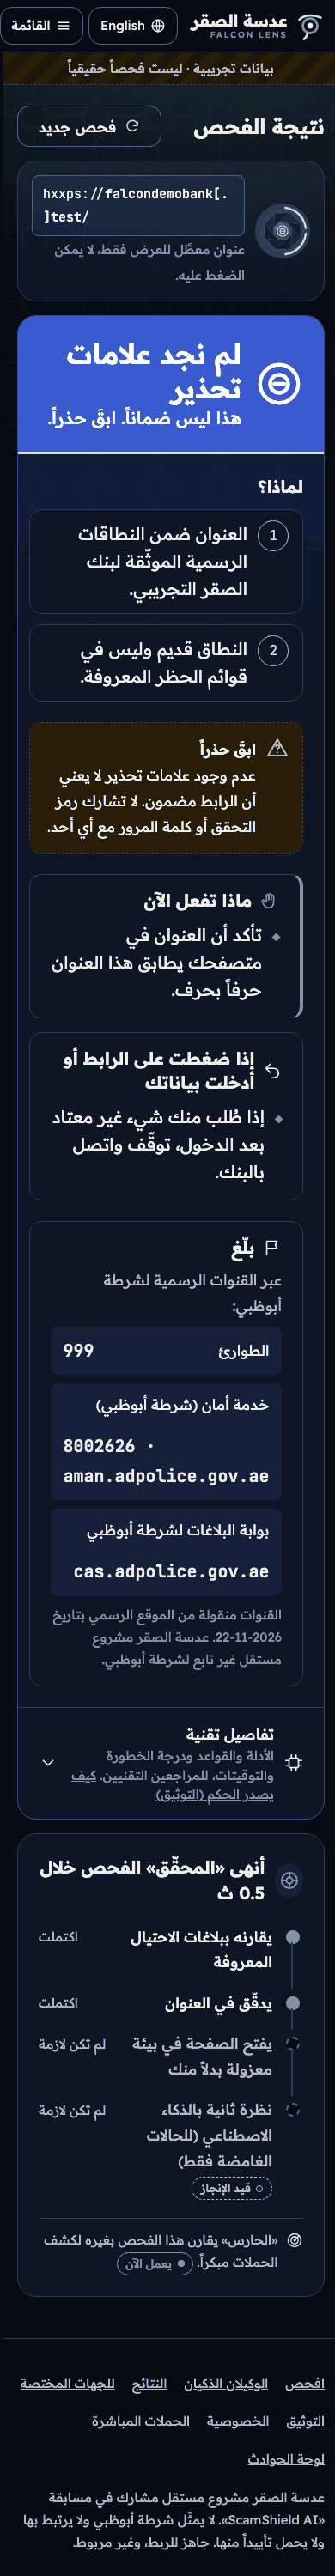 عدسة الصقر
FALCON LENS
English
القائمة
بيانات تجريبية · ليست فحصاً حقيقياً
نتيجة الفحص
فحص جديد
hxxps://falcondemobank[.
]test/
عنوان معطَّل للعرض فقط، لا يمكن
الضغط عليه.
لم نجد علامات
تحذير
هذا ليس ضماناً. ابقَ حذراً.
لماذا؟
1
العنوان ضمن النطاقات
الرسمية الموثّقة لبنك
الصقر التجريبي.
2
النطاق قديم وليس في
قوائم الحظر المعروفة.
ابقَ حذراً
عدم وجود علامات تحذير لا يعني
أن الرابط مضمون. لا تشارك رمز
التحقق أو كلمة المرور مع أي أحد.
ماذا تفعل الآن
تأكد أن العنوان في
متصفحك يطابق هذا العنوان
حرفاً بحرف.
إذا ضغطت على الرابط أو
أدخلت بياناتك
إذا طُلب منك شيء غير معتاد
بعد الدخول، توقّف واتصل
بالبنك.
بلّغ
عبر القنوات الرسمية لشرطة
أبوظبي:
الطوارئ
999
خدمة أمان (شرطة أبوظبي)
8002626 ·
aman.adpolice.gov.ae
بوابة البلاغات لشرطة أبوظبي
cas.adpolice.gov.ae
القنوات منقولة من الموقع الرسمي بتاريخ
22-11-2026. عدسة الصقر مشروع
مستقل غير تابع لشرطة أبوظبي.
تفاصيل تقنية
الأدلة والقواعد ودرجة الخطورة
والتوقيتات، للمراجعين التقنيين. كيف
يصدر الحكم (التوثيق)
أنهى «المحقّق» الفحص خلال
0.5 ث
يقارنه ببلاغات الاحتيال
المعروفة
اكتملت
يدقّق في العنوان
اكتملت
يفتح الصفحة في بيئة
معزولة بدلاً منك
لم تكن لازمة
نظرة ثانية بالذكاء
الاصطناعي (للحالات
الغامضة فقط)
لم تكن لازمة
قيد الإنجاز
«الحارس» يقارن هذا الفحص بغيره لكشف
الحملات مبكراً. يعمل الآن
افحص الوكيلان الذكيان النتائج للجهات المختصة
التوثيق الخصوصية الحملات المباشرة
لوحة الحوادث
عدسة الصقر مشروع مستقل مشارك في مسابقة
«ScamShield AI». لا يمثّل شرطة أبوظبي ولا يرتبط بها
ولا يحمل تأييداً منها. جاهز للربط، وغير مربوط.